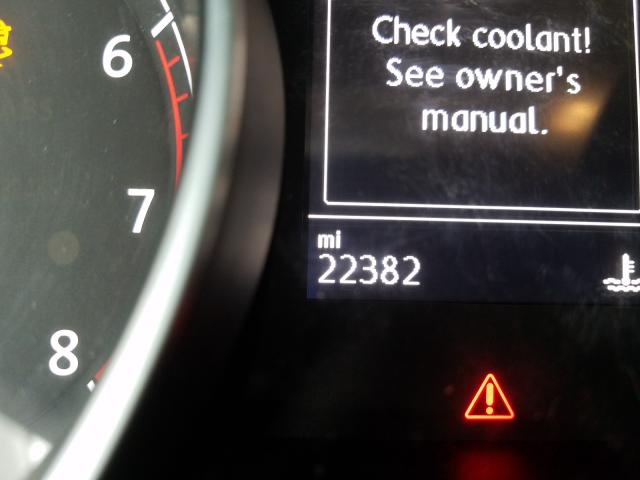 Check coolant!
See owner's
manual.
mi
22382
6
7
8